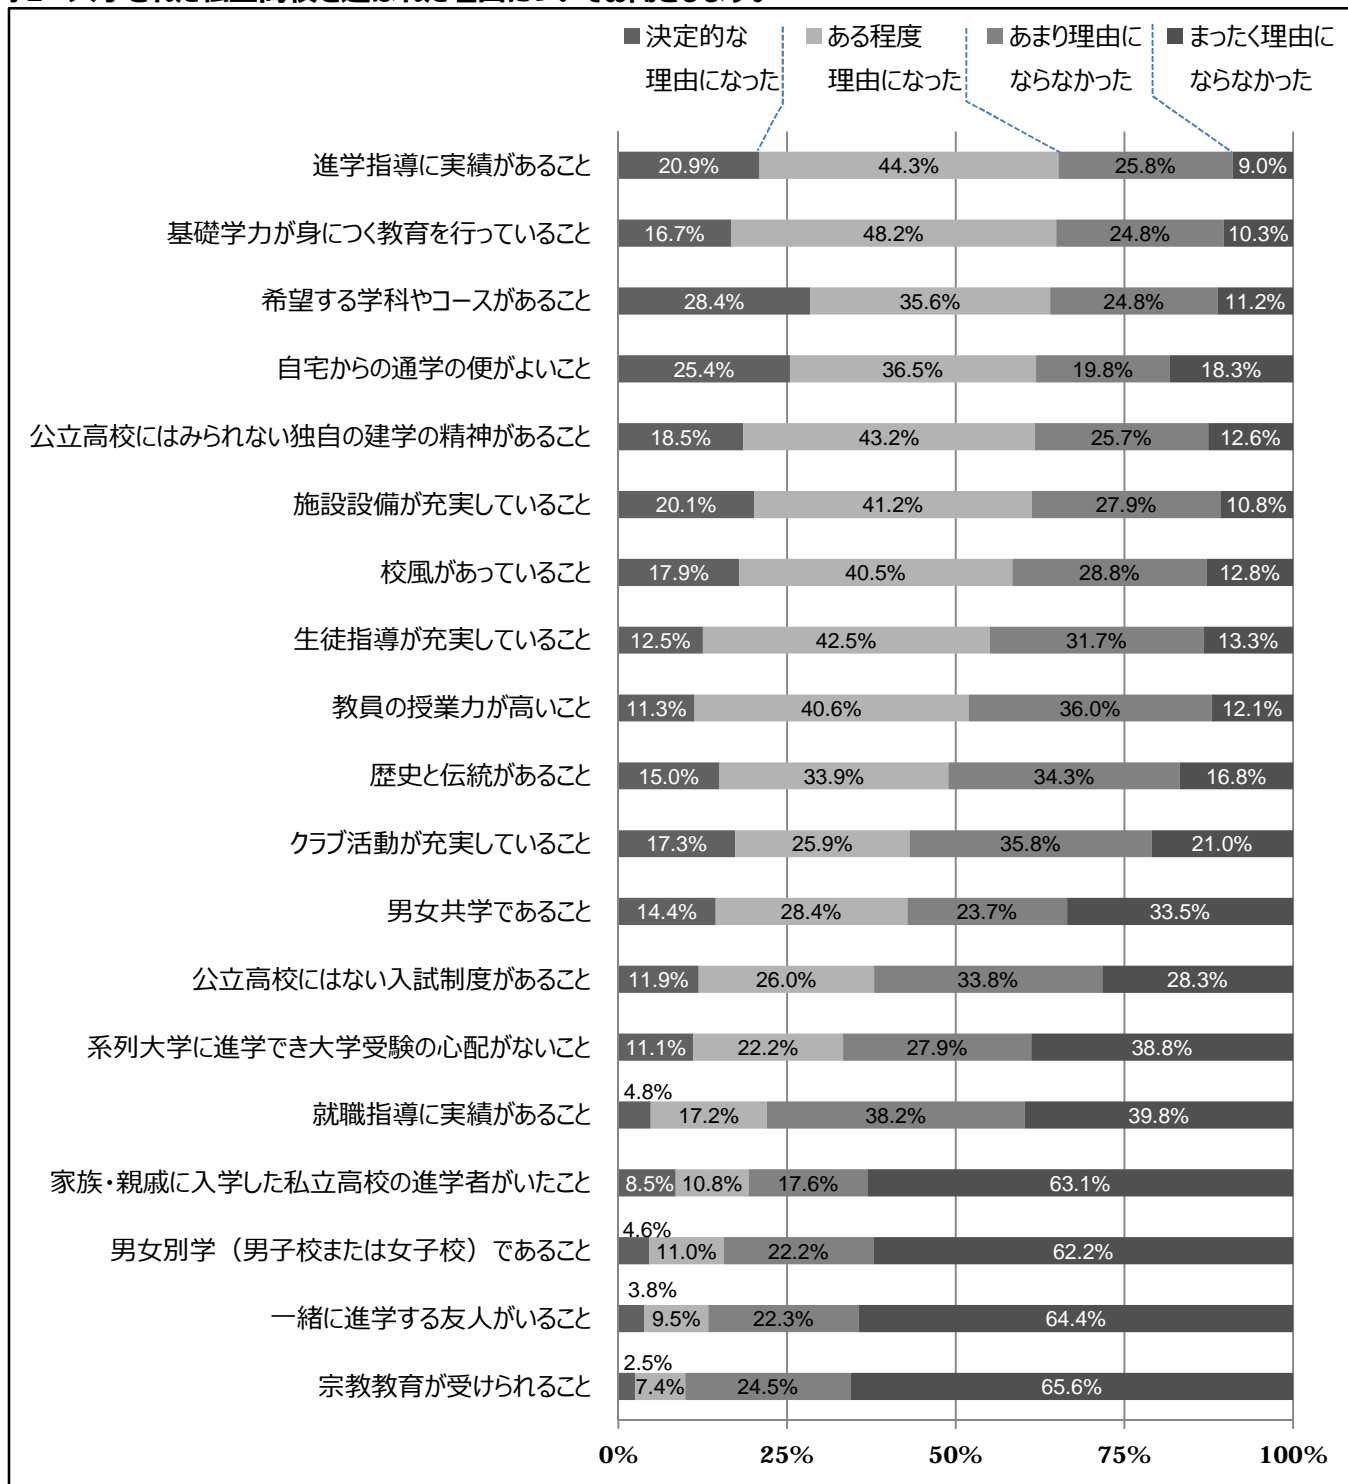 決定的な ある程度 あまり理由に まったく理由に
理由になった 理由になった ならなかった ならなかった
進学指導に実績があること 20.9% 44.3% 25.8% 9.0%
基礎学力が身につく教育を行っていること 16.7% 48.2% 24.8% 10.3%
希望する学科やコースがあること 28.4% 35.6% 24.8% 11.2%
自宅からの通学の便がよいこと 25.4% 36.5% 19.8% 18.3%
公立高校にはみられない独自の建学の精神があること 18.5% 43.2% 25.7% 12.6%
施設設備が充実していること 20.1% 41.2% 27.9% 10.8%
校風があっていること 17.9% 40.5% 28.8% 12.8%
生徒指導が充実していること 12.5% 42.5% 31.7% 13.3%
教員の授業力が高いこと 11.3% 40.6% 36.0% 12.1%
歴史と伝統があること 15.0% 33.9% 34.3% 16.8%
クラブ活動が充実していること 17.3% 25.9% 35.8% 21.0%
男女共学であること 14.4% 28.4% 23.7% 33.5%
公立高校にはない入試制度があること 11.9% 26.0% 33.8% 28.3%
系列大学に進学でき大学受験の心配がないこと 11.1% 22.2% 27.9% 38.8%
就職指導に実績があること 4.8% 17.2% 38.2% 39.8%
家族・親戚に入学した私立高校の進学者がいたこと 8.5% 10.8% 17.6% 63.1%
男女別学（男子校または女子校）であること 4.6% 11.0% 22.2% 62.2%
一緒に進学する友人がいること 3.8% 9.5% 22.3% 64.4%
宗教教育が受けられること 2.5% 7.4% 24.5% 65.6%
0% 25% 50% 75% 100%